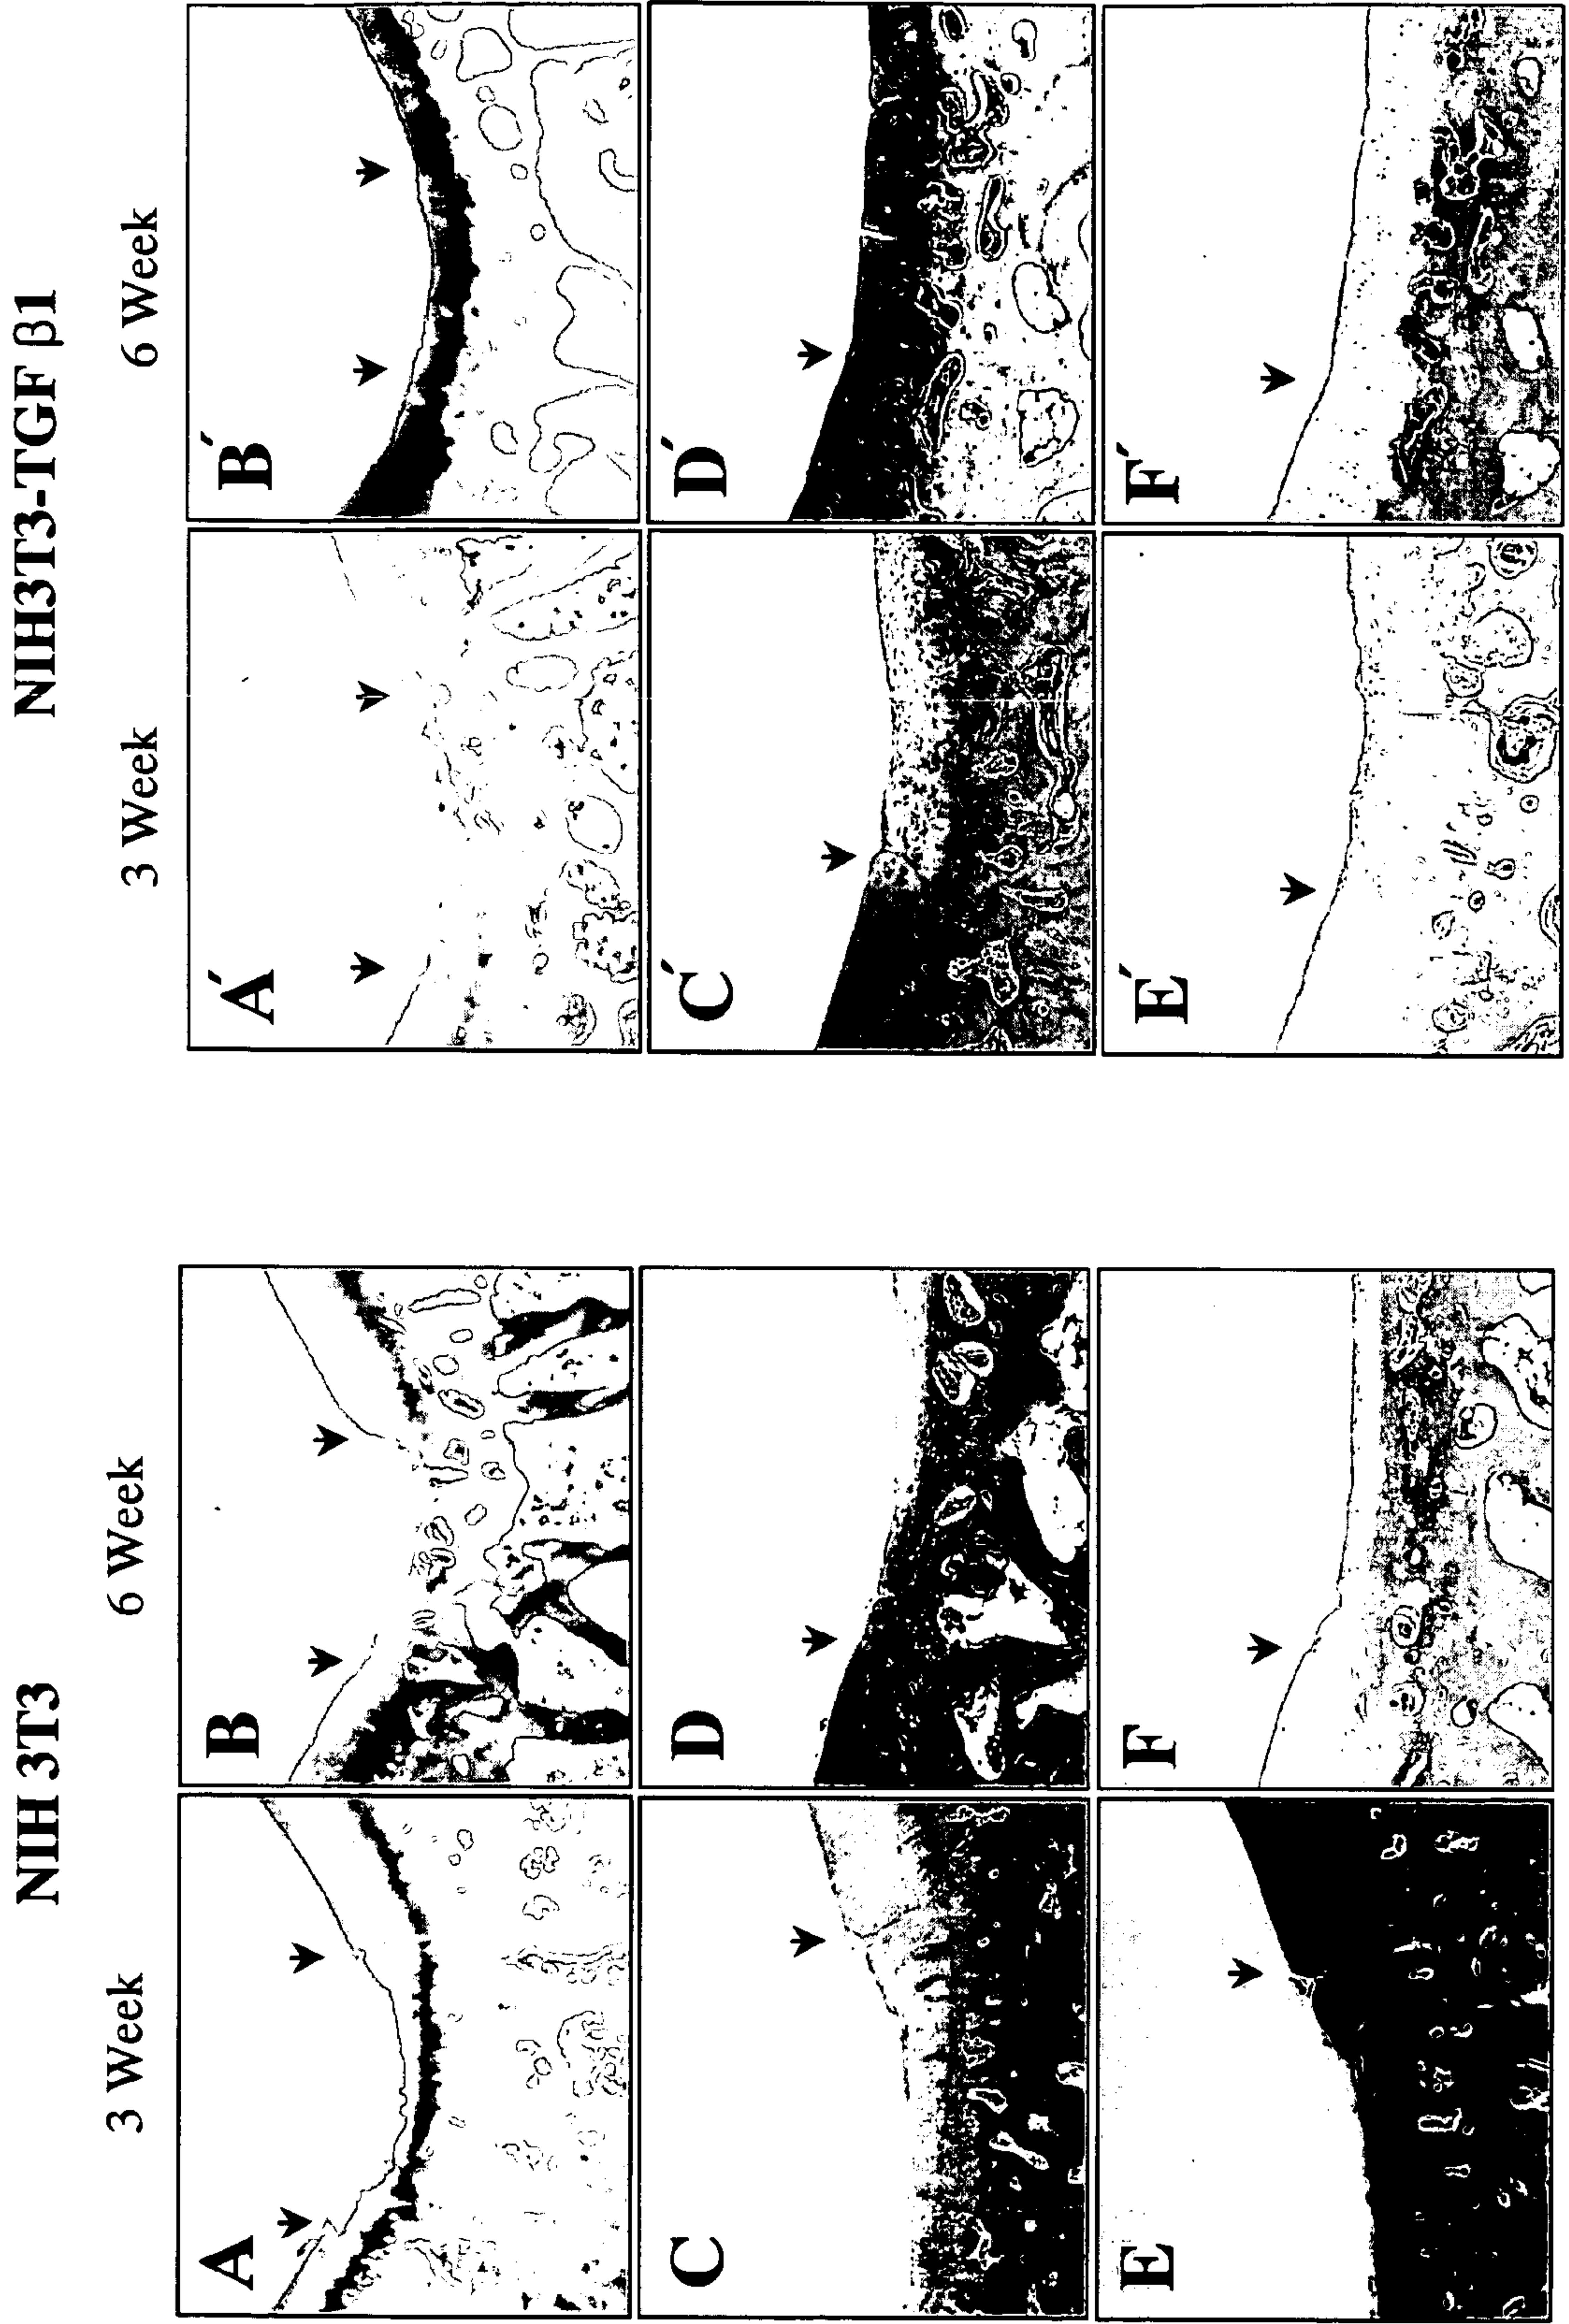 NIH 3T3
3 Week
6 Week
A
B
C
D
E
F
NIH3T3-TGF β1
3 Week
6 Week
A´
B´
C´
D´
E´
F´